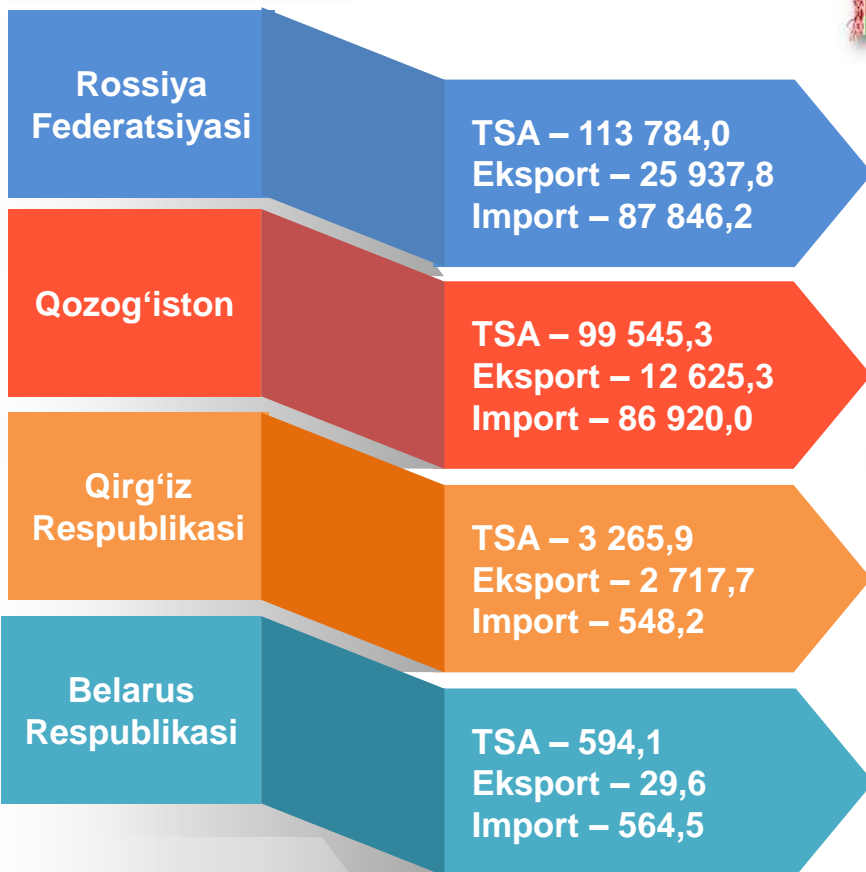 Rossiya
Federatsiyasi
TSA – 113 784,0
Eksport – 25 937,8
Import – 87 846,2
Qozog‘iston
TSA – 99 545,3
Eksport – 12 625,3
Import – 86 920,0
Qirg‘iz
Respublikasi
TSA – 3 265,9
Eksport – 2 717,7
Import – 548,2
Belarus
Respublikasi
TSA – 594,1
Eksport – 29,6
Import – 564,5